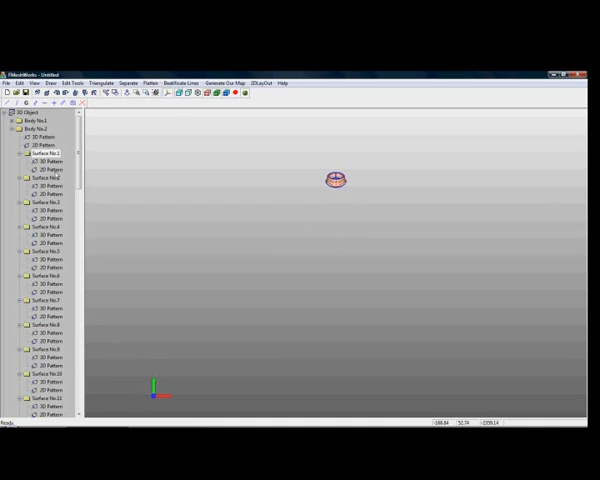 FMeshWorks - Untitled
File Edit View Draw Edit Tools Triangulate Separate Flatten Beatificate Lines Generate Use Map 2DLayOut Help
3D Object
Body No.1
Body No.2
3D Pattern
2D Pattern
Surface No.1
3D Pattern
2D Pattern
Surface No.2
3D Pattern
2D Pattern
Surface No.3
3D Pattern
2D Pattern
Surface No.4
3D Pattern
2D Pattern
Surface No.5
3D Pattern
2D Pattern
Surface No.6
3D Pattern
2D Pattern
Surface No.7
3D Pattern
2D Pattern
Surface No.8
3D Pattern
2D Pattern
Surface No.9
3D Pattern
2D Pattern
Surface No.10
3D Pattern
2D Pattern
Surface No.11
3D Pattern
2D Pattern
Ready
52.74